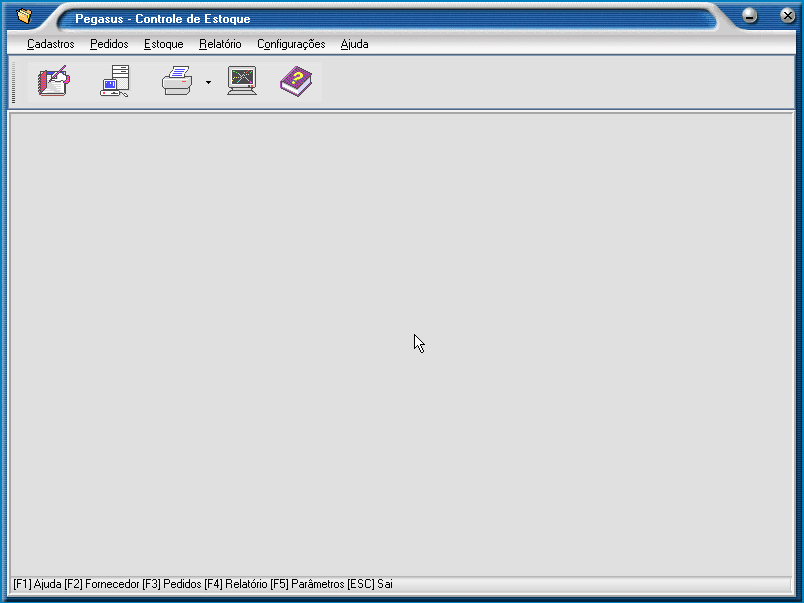 Pegasus - Controle de Estoque
Cadastros Pedidos Estoque Relatório Configurações Ajuda
?
[F1] Ajuda [F2] Fornecedor [F3] Pedidos [F4] Relatório [F5] Parâmetros [ESC] Sai